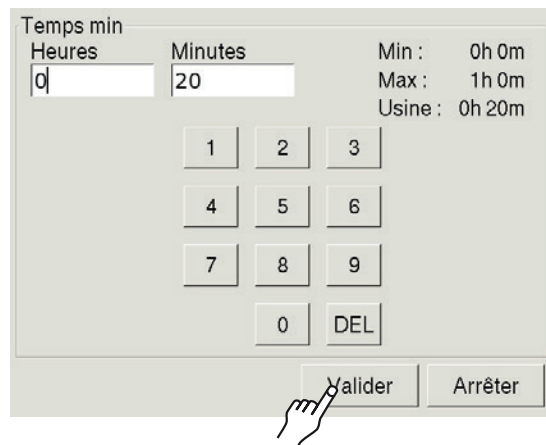 Temps min
Heures Minutes Min : 0h 0m
0 20 Max : 1h 0m
Usine : 0h 20m
1 2 3
4 5 6
7 8 9
0 DEL
Valider Arrêter